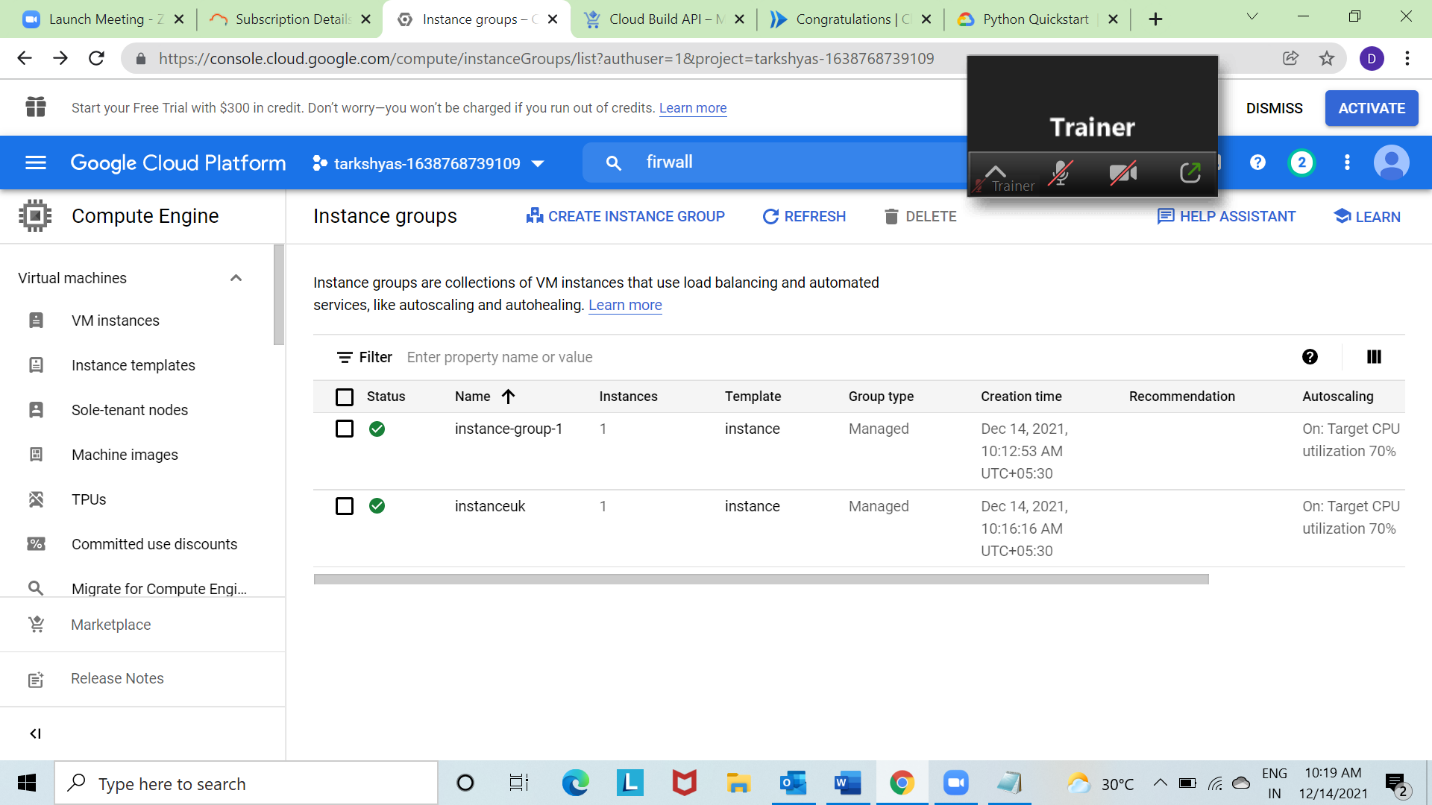 Launch Meeting - Z
Subscription Details
Instance groups – C
Cloud Build API – M
Congratulations | Cl
Python Quickstart
https://console.cloud.google.com/compute/instanceGroups/list?authuser=1&project=tarkshyas-1638768739109
D
Start your Free Trial with $300 in credit. Don't worry—you won't be charged if you run out of credits. Learn more
DISMISS
ACTIVATE
Trainer
Trainer
Google Cloud Platform
tarkshyas-1638768739109
firwall
2
Compute Engine
Instance groups
CREATE INSTANCE GROUP
REFRESH
DELETE
HELP ASSISTANT
LEARN
Virtual machines
VM instances
Instance templates
Sole-tenant nodes
Machine images
TPUs
Committed use discounts
Migrate for Compute Engi...
Marketplace
Release Notes
Instance groups are collections of VM instances that use load balancing and automated
services, like autoscaling and autohealing. Learn more
Filter Enter property name or value
Status Name Instances Template Group type Creation time Recommendation Autoscaling
instance-group-1 1 instance Managed Dec 14, 2021, On: Target CPU
10:12:53 AM utilization 70%
UTC+05:30
instanceuk 1 instance Managed Dec 14, 2021, On: Target CPU
10:16:16 AM utilization 70%
UTC+05:30
Type here to search
L
W
30°C
ENG
IN
10:19 AM
12/14/2021
2